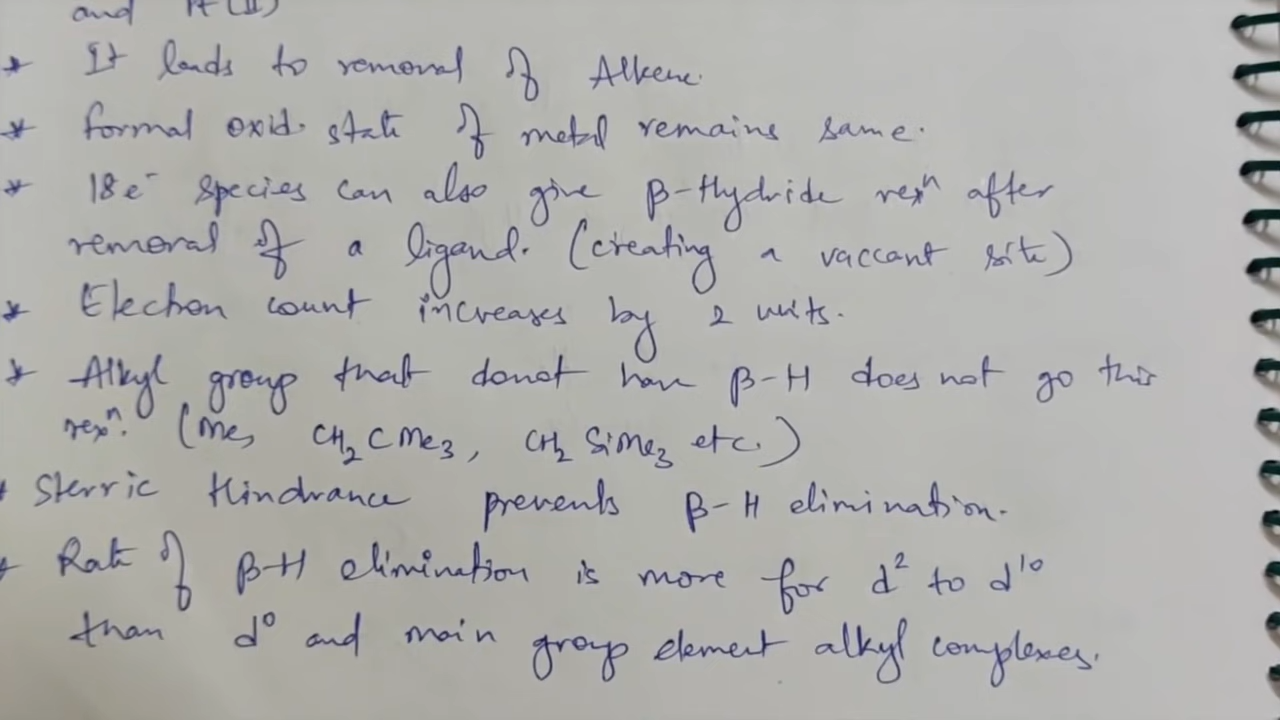 and Pt(II)
* It leads to removal of Alkene.
* formal oxid. state of metal remains same.
* 18e⁻ species can also give β-Hydride rexⁿ after
removal of a ligand. (creating a vaccant site)
* Electron count increases by 2 units.
* Alkyl group that donot have β-H does not go this
rexⁿ. (Me, CH₂CMe₃, CH₂SiMe₃ etc.)
* Sterric Hindrance prevents β-H elimination.
* Rate of β-H elimination is more for d² to d¹⁰
than d⁰ and main group element alkyl complexes.